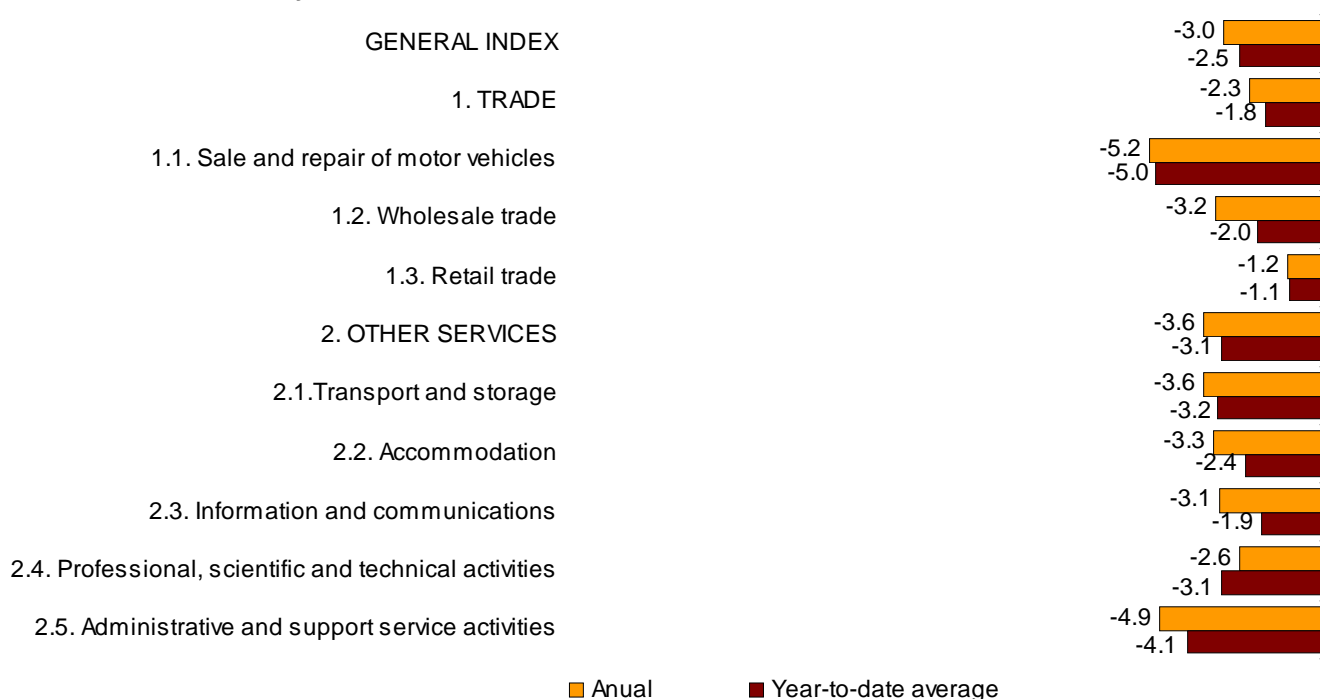 GENERAL INDEX -3.0
-2.5
1. TRADE -2.3
-1.8
1.1. Sale and repair of motor vehicles -5.2
-5.0
1.2. Wholesale trade -3.2
-2.0
1.3. Retail trade -1.2
-1.1
2. OTHER SERVICES -3.6
-3.1
2.1.Transport and storage -3.6
-3.2
2.2. Accommodation -3.3
-2.4
2.3. Information and communications -3.1
-1.9
2.4. Professional, scientific and technical activities -2.6
-3.1
2.5. Administrative and support service activities -4.9
-4.1
Anual Year-to-date average